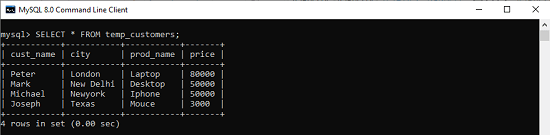 MySQL 8.0 Command Line Client
mysql> SELECT * FROM temp_customers;
+-----------+-----------+-----------+-------+
| cust_name | city      | prod_name | price |
+-----------+-----------+-----------+-------+
| Peter     | London    | Laptop    | 80000 |
| Mark      | New Delhi | Desktop   | 50000 |
| Michael   | Newyork   | Iphone    | 50000 |
| Joseph    | Texas     | Mouce     | 3000  |
+-----------+-----------+-----------+-------+
4 rows in set (0.00 sec)